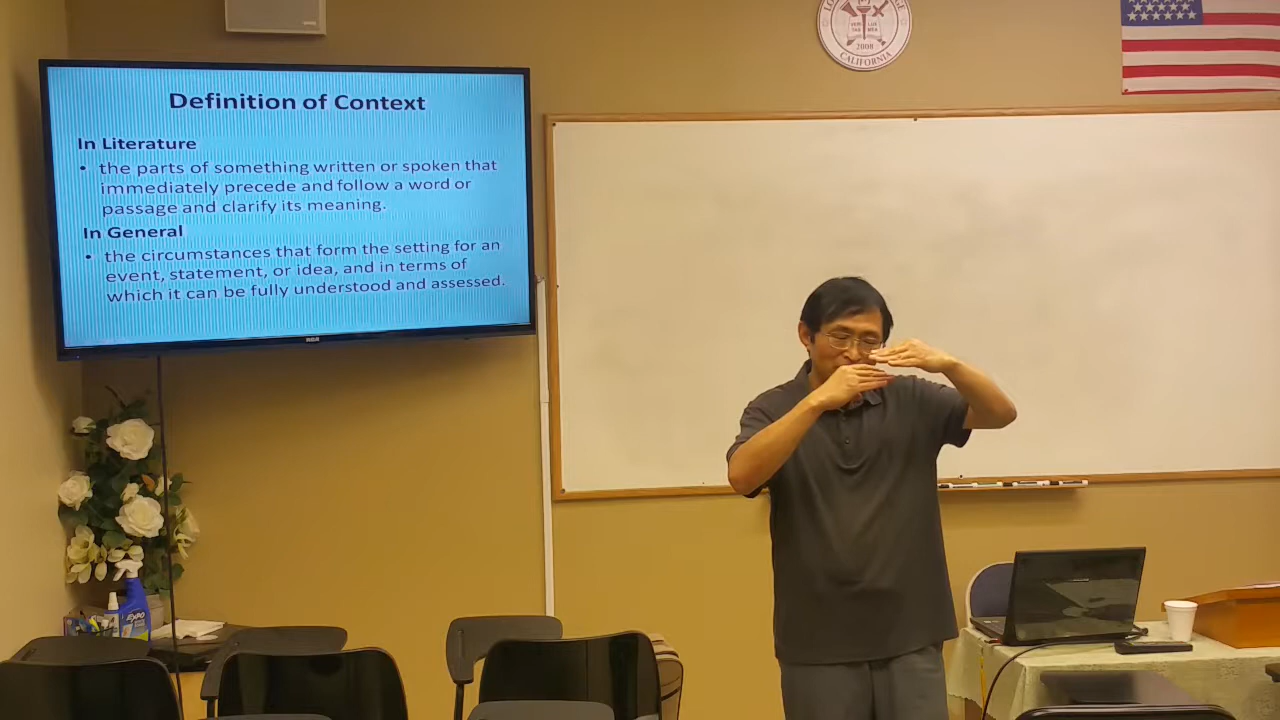 Definition of Context
In Literature
• the parts of something written or spoken that
immediately precede and follow a word or
passage and clarify its meaning.
In General
• the circumstances that form the setting for an
event, statement, or idea, and in terms of
which it can be fully understood and assessed.
RCA
2008
CALIFORNIA
EXPO